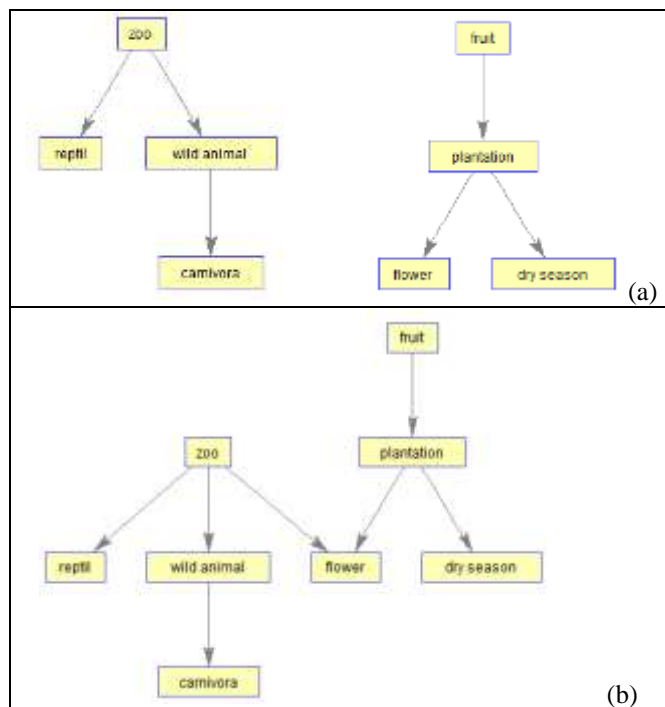 zoo
fruit
reptil
wild animal
plantation
carnivora
flower
dry season
(a)
fruit
zoo
plantation
reptil
wild animal
flower
dry season
carnivora
(b)